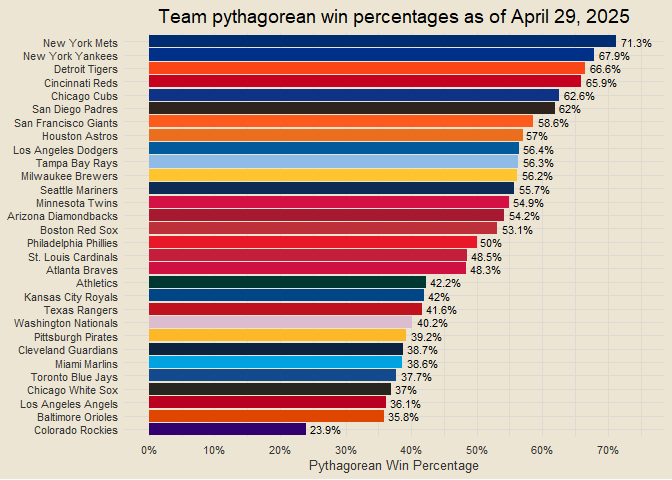 Team pythagorean win percentages as of April 29, 2025
New York Mets 71.3%
New York Yankees 67.9%
Detroit Tigers 66.6%
Cincinnati Reds 65.9%
Chicago Cubs 62.6%
San Diego Padres 62%
San Francisco Giants 58.6%
Houston Astros 57%
Los Angeles Dodgers 56.4%
Tampa Bay Rays 56.3%
Milwaukee Brewers 56.2%
Seattle Mariners 55.7%
Minnesota Twins 54.9%
Arizona Diamondbacks 54.2%
Boston Red Sox 53.1%
Philadelphia Phillies 50%
St. Louis Cardinals 48.5%
Atlanta Braves 48.3%
Athletics 42.2%
Kansas City Royals 42%
Texas Rangers 41.6%
Washington Nationals 40.2%
Pittsburgh Pirates 39.2%
Cleveland Guardians 38.7%
Miami Marlins 38.6%
Toronto Blue Jays 37.7%
Chicago White Sox 37%
Los Angeles Angels 36.1%
Baltimore Orioles 35.8%
Colorado Rockies 23.9%
0% 10% 20% 30% 40% 50% 60% 70%
Pythagorean Win Percentage